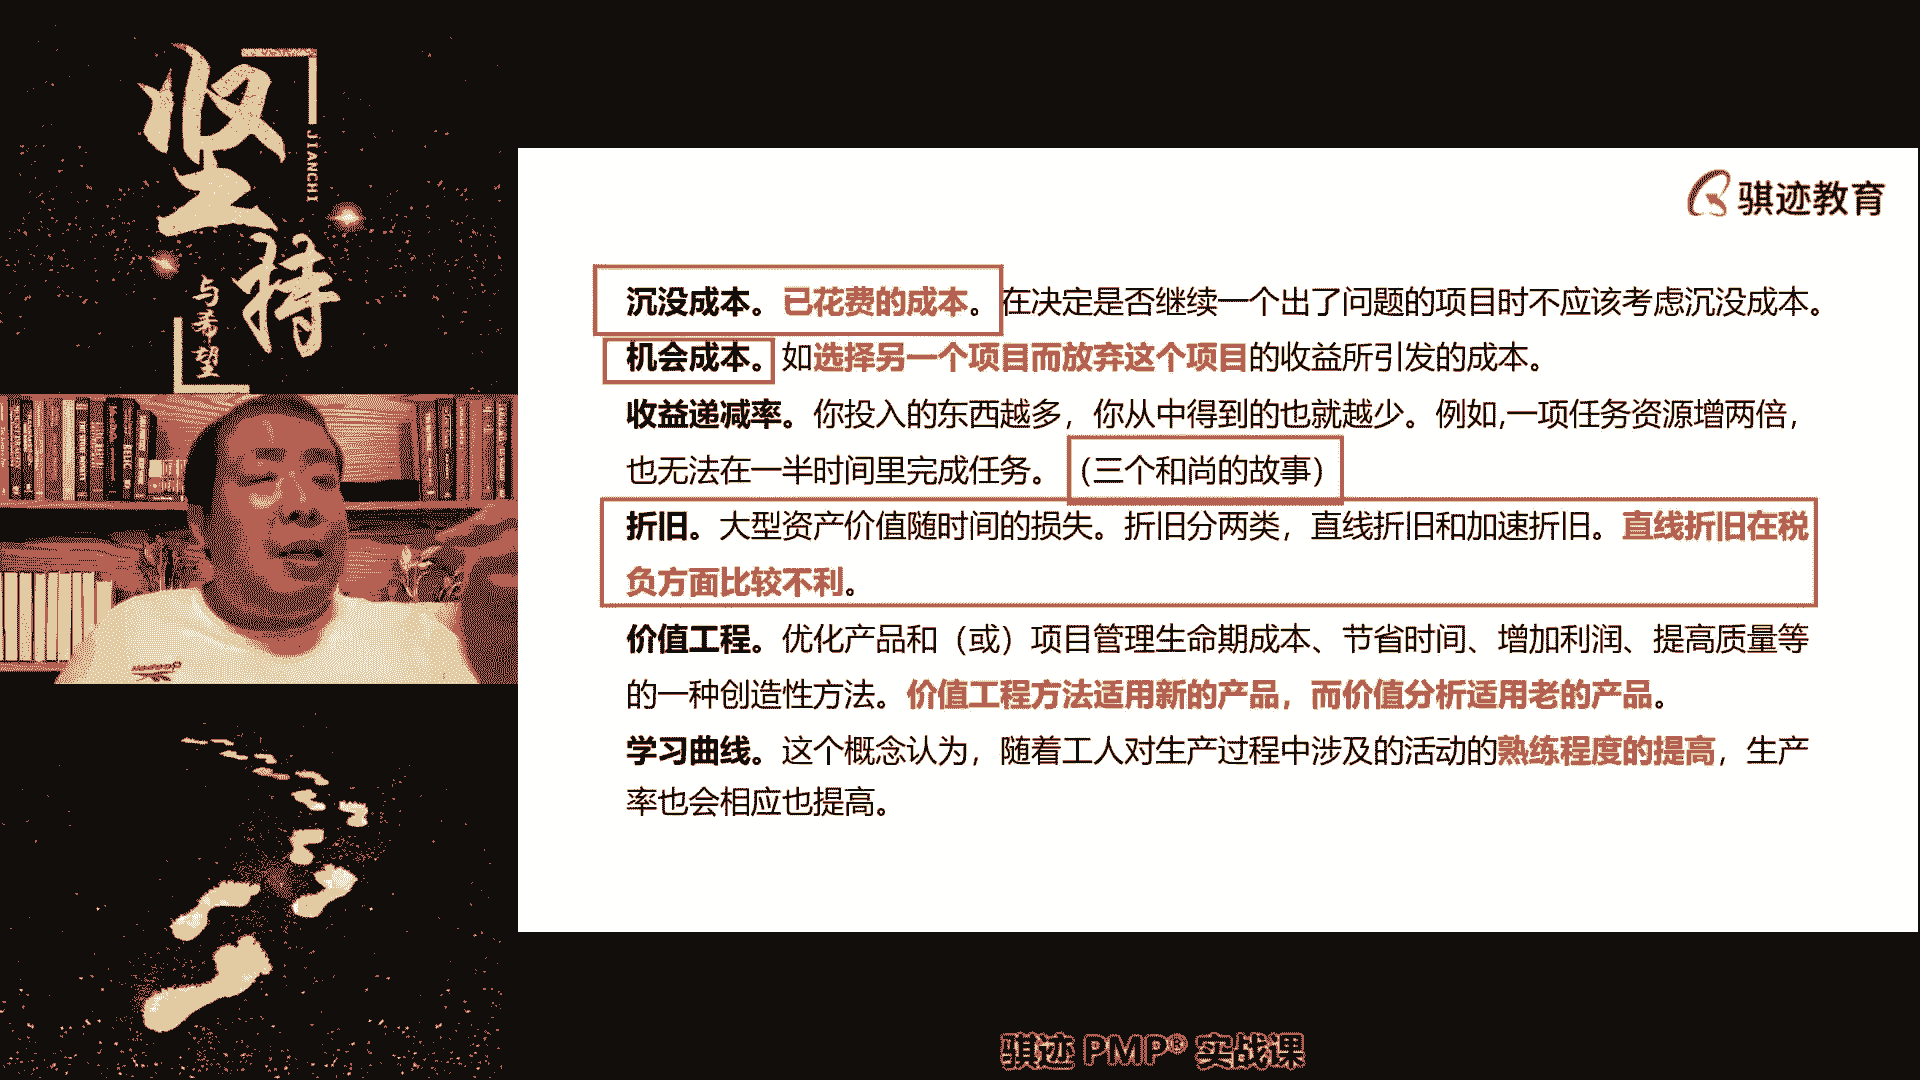 坚持
JIANCHI
与希望
骐迹教育
沉没成本。已花费的成本。在决定是否继续一个出了问题的项目时不应该考虑沉没成本。
机会成本。如选择另一个项目而放弃这个项目的收益所引发的成本。
收益递减率。你投入的东西越多，你从中得到的也就越少。例如,一项任务资源增两倍，
也无法在一半时间里完成任务。（三个和尚的故事）
折旧。大型资产价值随时间的损失。折旧分两类，直线折旧和加速折旧。直线折旧在税
负方面比较不利。
价值工程。优化产品和（或）项目管理生命期成本、节省时间、增加利润、提高质量等
的一种创造性方法。价值工程方法适用新的产品，而价值分析适用老的产品。
学习曲线。这个概念认为，随着工人对生产过程中涉及的活动的熟练程度的提高，生产
率也会相应也提高。
骐迹 PMP® 实战课